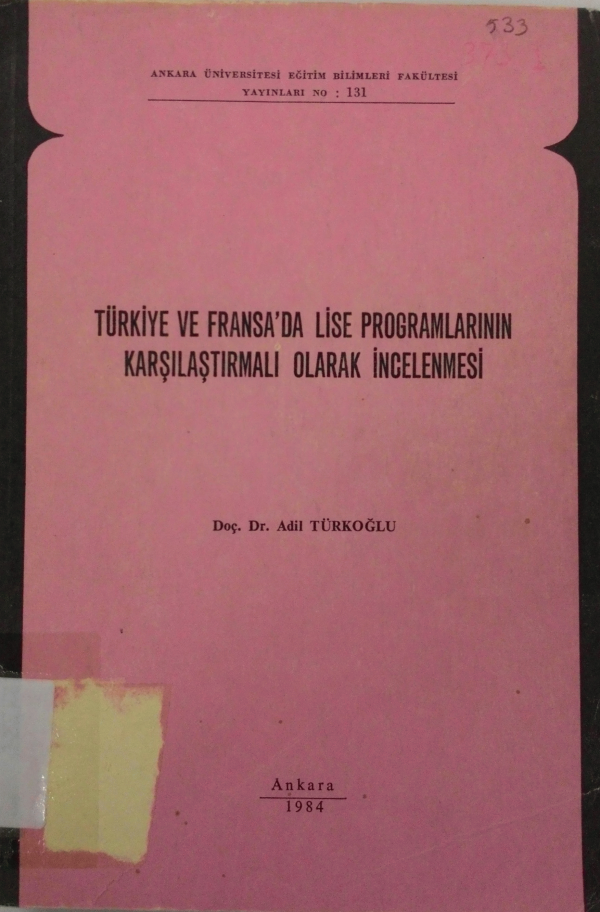 533
ANKARA ÜNİVERSİTESİ EĞİTİM BİLİMLERİ FAKÜLTESİ
YAYINLARI NO : 131
TÜRKİYE VE FRANSA'DA LİSE PROGRAMLARININ
KARŞILAŞTIRMALI OLARAK İNCELENMESİ
Doç. Dr. Adil TÜRKOĞLU
Ankara
1984